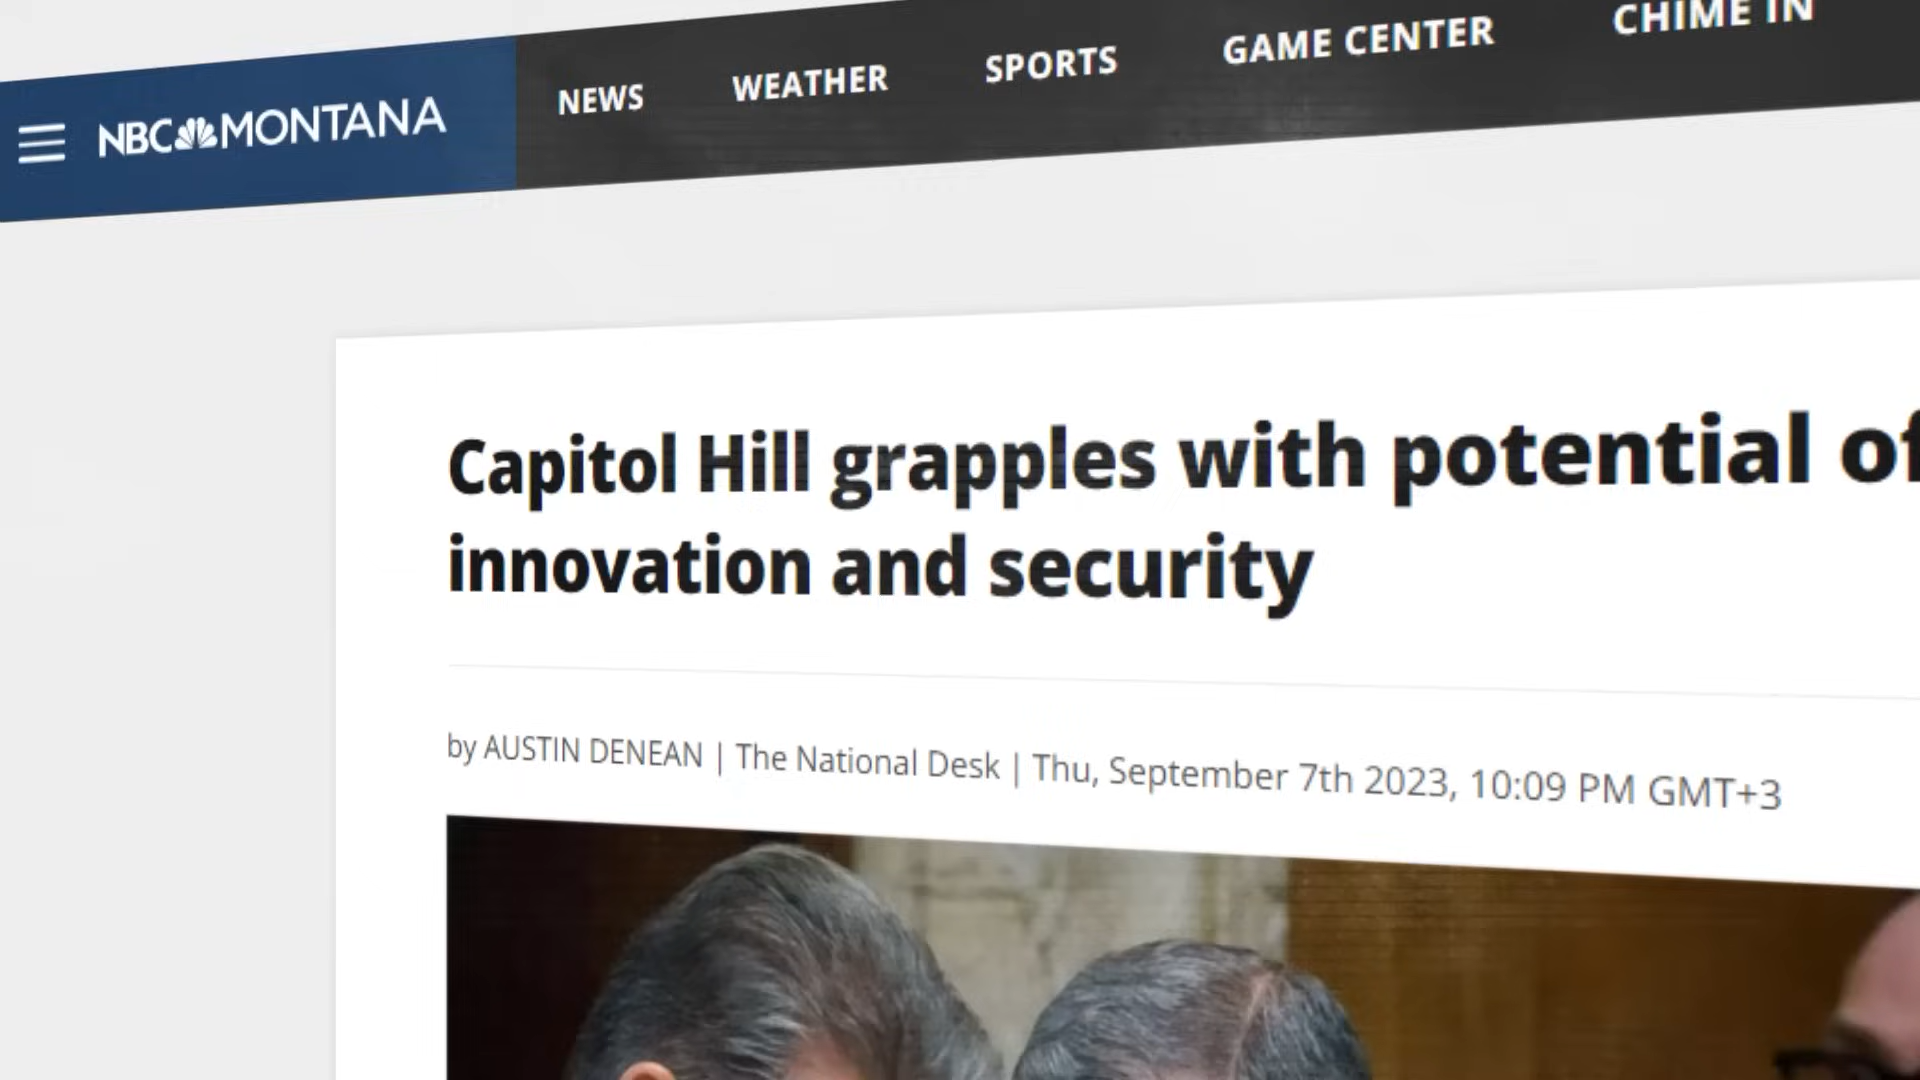 NBC MONTANA
NEWS WEATHER SPORTS GAME CENTER CHIME IN
Capitol Hill grapples with potential of
innovation and security
by AUSTIN DENEAN | The National Desk | Thu, September 7th 2023, 10:09 PM GMT+3